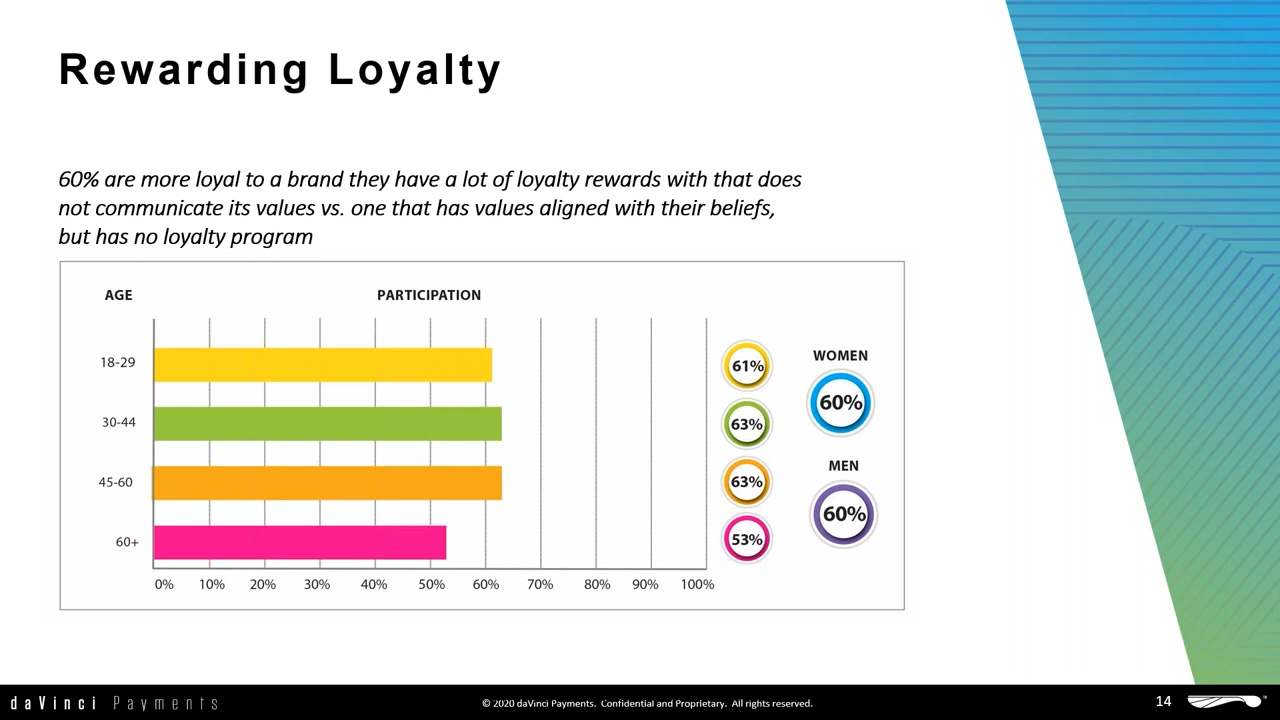 Rewarding Loyalty
60% are more loyal to a brand they have a lot of loyalty rewards with that does
not communicate its values vs. one that has values aligned with their beliefs,
but has no loyalty program
AGE PARTICIPATION
18-29 61%
30-44 63%
45-60 63%
60+ 53%
WOMEN
60%
MEN
60%
0% 10% 20% 30% 40% 50% 60% 70% 80% 90% 100%
daVinci Payments © 2020 daVinci Payments. Confidential and Proprietary. All rights reserved. 14 ™